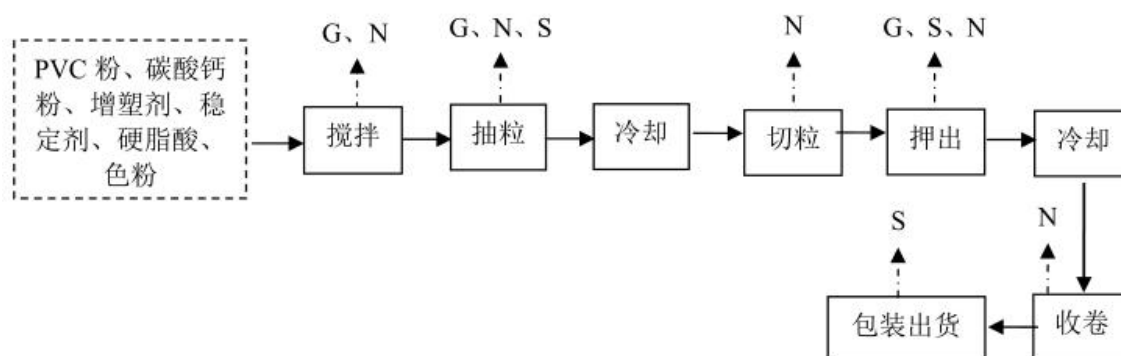 G、N
G、N、S
N
G、S、N
PVC 粉、碳酸钙
粉、增塑剂、稳
定剂、硬脂酸、
色粉
搅拌
抽粒
冷却
切粒
押出
冷却
S
N
包装出货
收卷